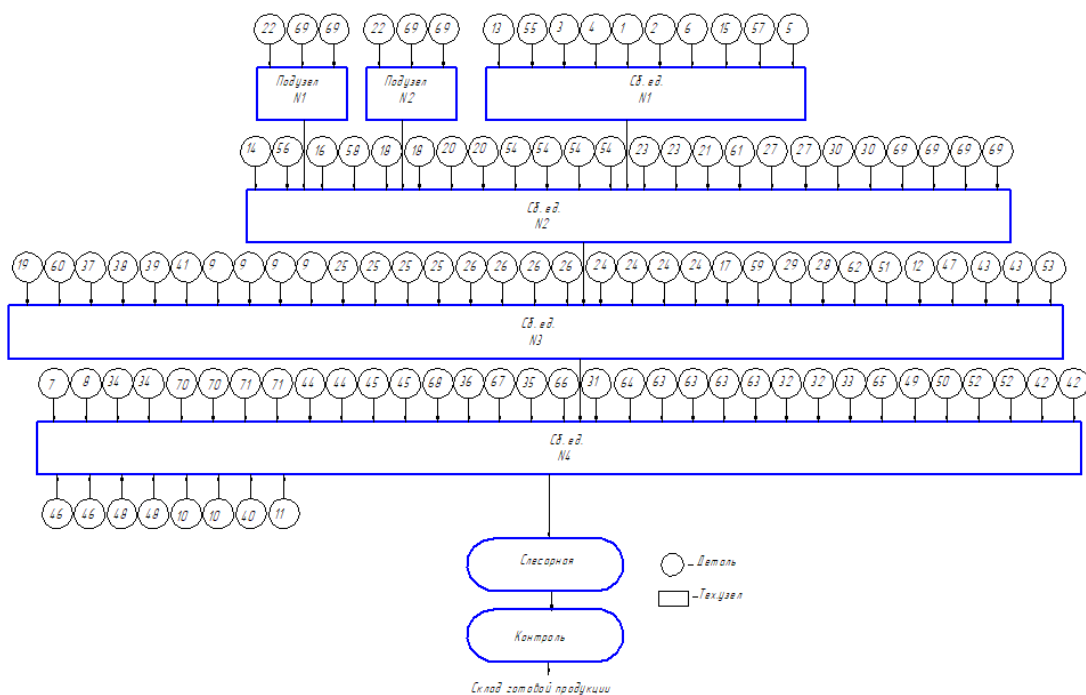 22 69 69 22 69 69 13 55 3 4 1 2 6 15 57 5
Подузел
N1
Подузел
N2
Сб. ед.
N1
14 56 16 58 18 18 20 20 54 54 54 54 23 23 21 61 27 27 30 30 69 69 69 69
Сб. ед.
N2
19 60 37 38 39 41 9 9 9 9 25 25 25 25 26 26 26 26 24 24 24 24 17 59 29 28 62 51 12 47 43 43 53
Сб. ед.
N3
7 8 34 34 70 70 71 71 44 44 45 45 68 36 67 35 66 31 64 63 63 63 63 32 32 33 65 49 50 52 52 42 42
Сб. ед.
N4
46 46 48 48 10 10 40 11
Слесарная
–Деталь
–Тех.узел
Контроль
Склад готовой продукции